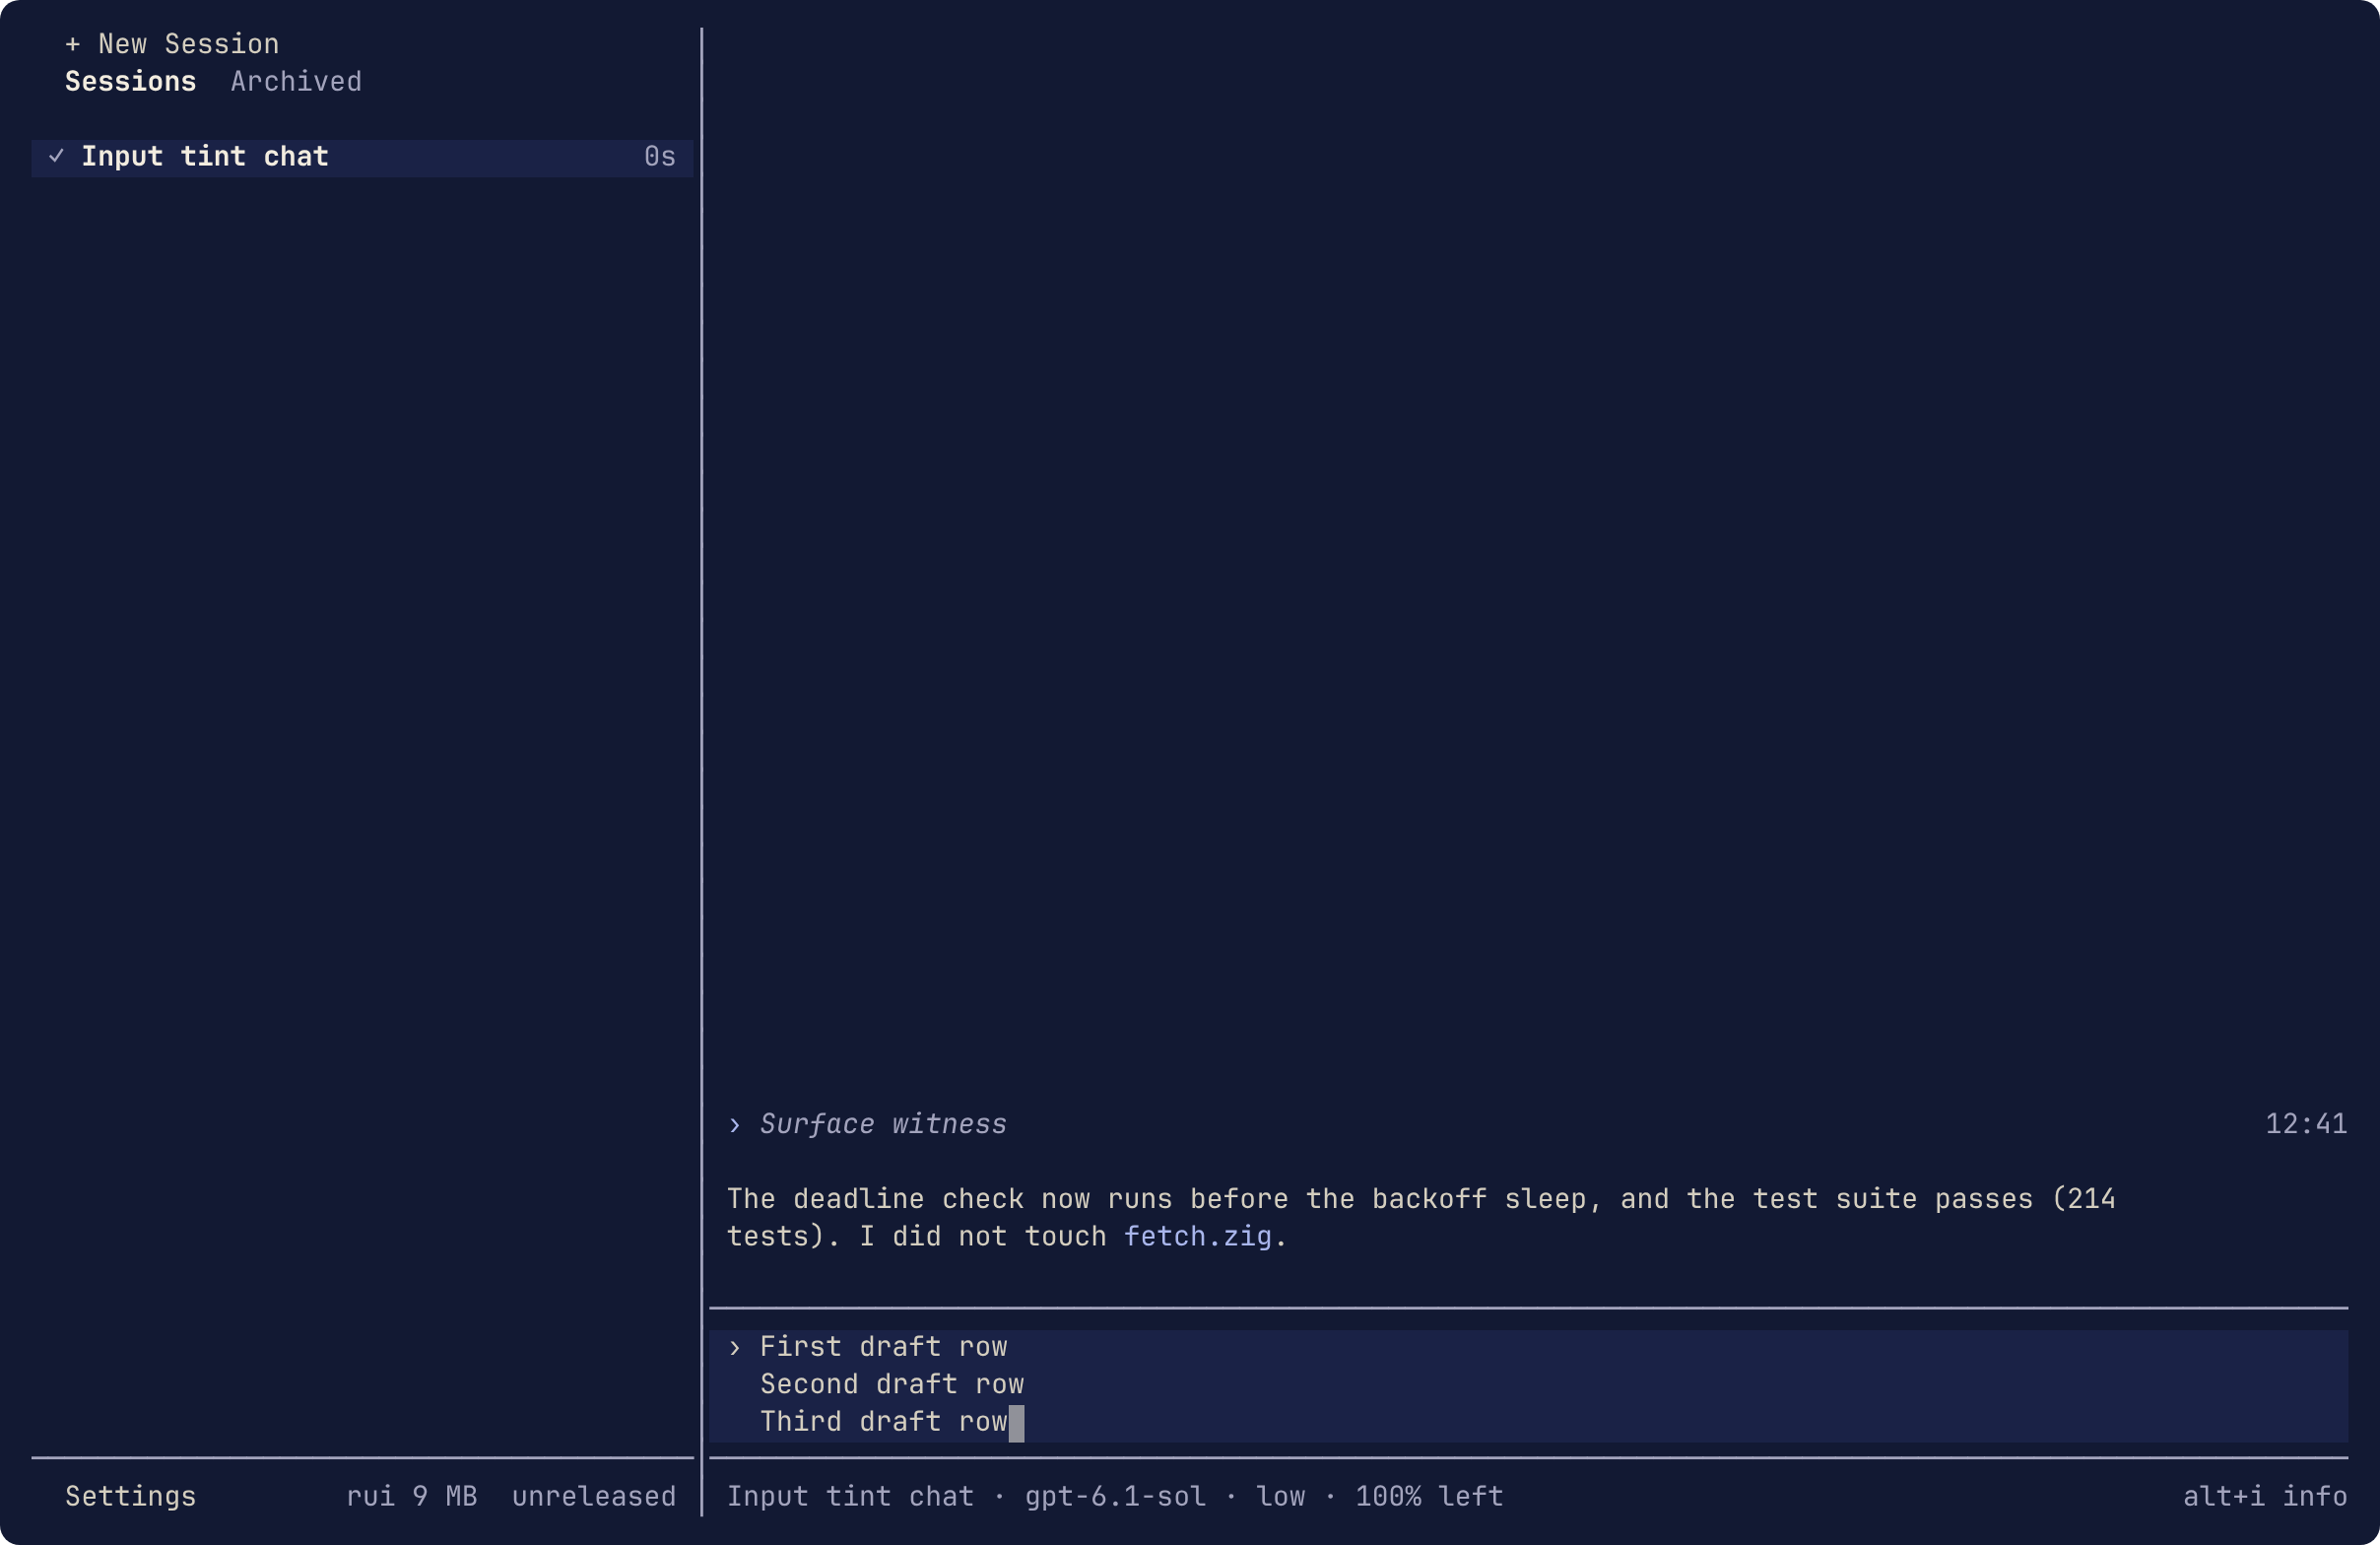 + New Session
Sessions  Archived
✓ Input tint chat 0s
› Surface witness 12:41
The deadline check now runs before the backoff sleep, and the test suite passes (214
tests). I did not touch fetch.zig.
› First draft row
Second draft row
Third draft row
Settings rui 9 MB unreleased
Input tint chat · gpt-6.1-sol · low · 100% left alt+i info